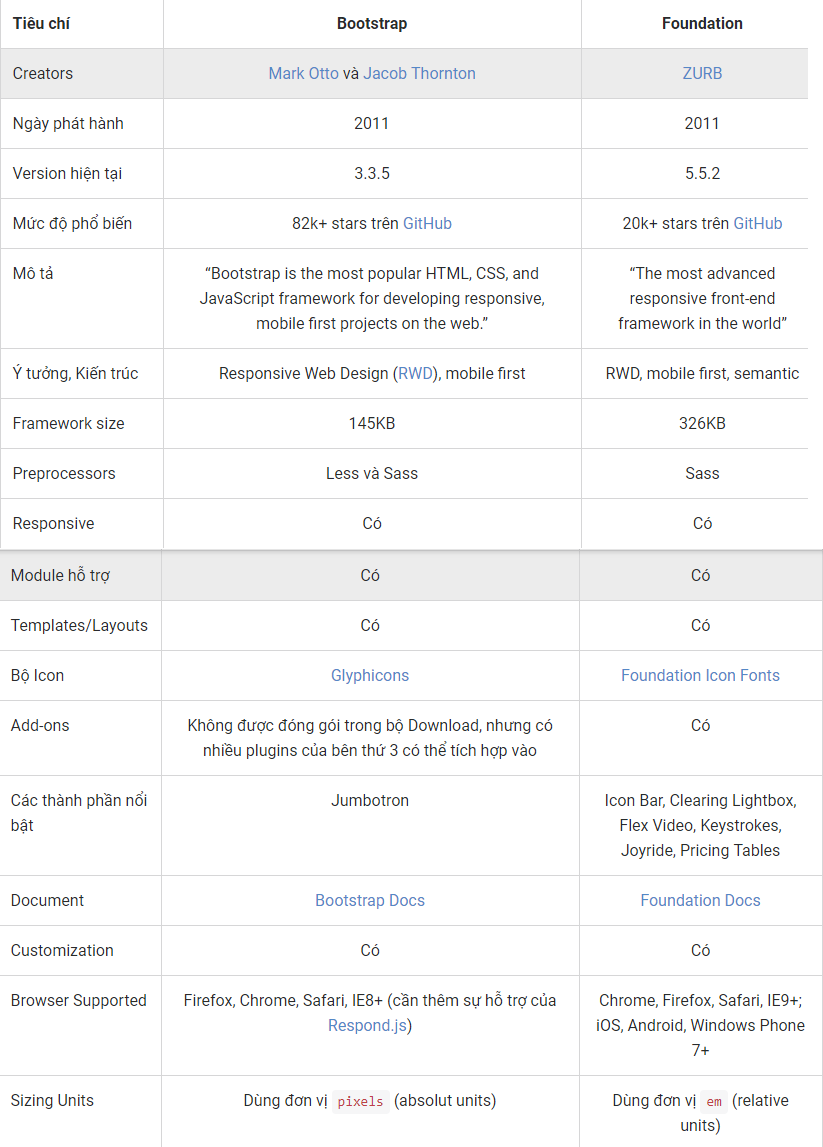 Tiêu chí Bootstrap Foundation
Creators Mark Otto và Jacob Thornton ZURB
Ngày phát hành 2011 2011
Version hiện tại 3.3.5 5.5.2
Mức độ phổ biến 82k+ stars trên GitHub 20k+ stars trên GitHub
Mô tả “Bootstrap is the most popular HTML, CSS, and “The most advanced
JavaScript framework for developing responsive, responsive front-end
mobile first projects on the web.” framework in the world”
Ý tưởng, Kiến trúc Responsive Web Design (RWD), mobile first RWD, mobile first, semantic
Framework size 145KB 326KB
Preprocessors Less và Sass Sass
Responsive Có Có
Module hỗ trợ Có Có
Templates/Layouts Có Có
Bộ Icon Glyphicons Foundation Icon Fonts
Add-ons Không được đóng gói trong bộ Download, nhưng có Có
nhiều plugins của bên thứ 3 có thể tích hợp vào
Các thành phần nổi Jumbotron Icon Bar, Clearing Lightbox,
bật Flex Video, Keystrokes,
Joyride, Pricing Tables
Document Bootstrap Docs Foundation Docs
Customization Có Có
Browser Supported Firefox, Chrome, Safari, IE8+ (cần thêm sự hỗ trợ của Chrome, Firefox, Safari, IE9+;
Respond.js) iOS, Android, Windows Phone
7+
Sizing Units Dùng đơn vị pixels (absolut units) Dùng đơn vị em (relative
units)